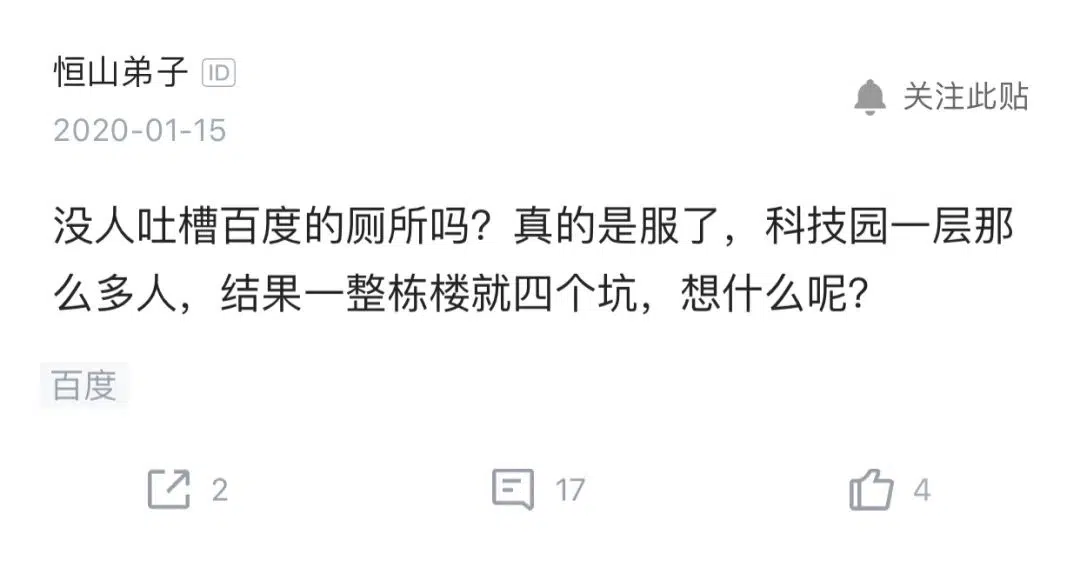 恒山弟子 ID
关注此贴
2020-01-15
没人吐槽百度的厕所吗？真的是服了，科技园一层那
么多人，结果一整栋楼就四个坑，想什么呢？
百度
2 17 4